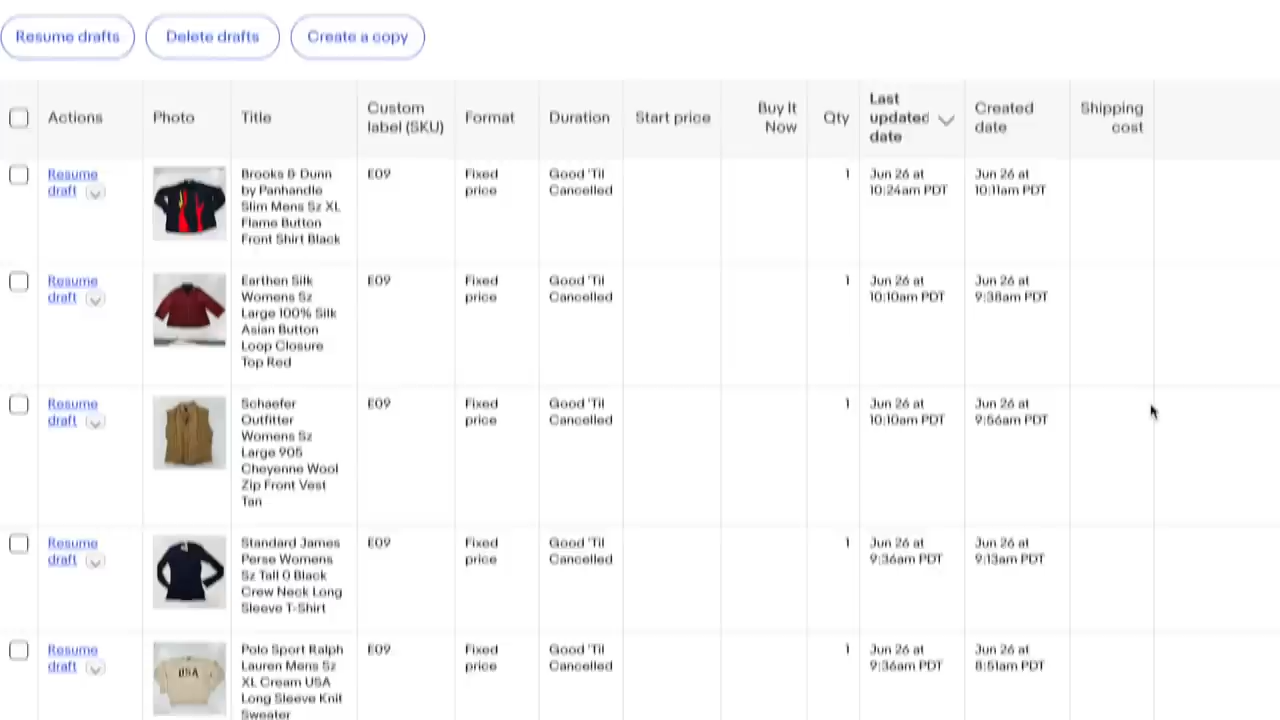 Resume drafts
Delete drafts
Create a copy
Actions
Photo
Title
Custom
label (SKU)
Format
Duration
Start price
Buy It
Now
Qty
Last
updated
date
Created
date
Shipping
cost
Resume
draft
Brooks & Dunn
by Panhandle
Slim Mens Sz XL
Flame Button
Front Shirt Black
E09
Fixed
price
Good 'Til
Cancelled
1
Jun 26 at
10:24am PDT
Jun 26 at
10:11am PDT
Resume
draft
Earthen Silk
Womens Sz
Large 100% Silk
Asian Button
Loop Closure
Top Red
E09
Fixed
price
Good 'Til
Cancelled
1
Jun 26 at
10:10am PDT
Jun 26 at
9:38am PDT
Resume
draft
Schaefer
Outfitter
Womens Sz
Large 905
Cheyenne Wool
Zip Front Vest
Tan
E09
Fixed
price
Good 'Til
Cancelled
1
Jun 26 at
10:10am PDT
Jun 26 at
9:56am PDT
Resume
draft
Standard James
Perse Womens
Sz Tall 0 Black
Crew Neck Long
Sleeve T-Shirt
E09
Fixed
price
Good 'Til
Cancelled
1
Jun 26 at
9:36am PDT
Jun 26 at
9:13am PDT
Resume
draft
USA
Polo Sport Ralph
Lauren Mens Sz
XL Cream USA
Long Sleeve Knit
Sweater
E09
Fixed
price
Good 'Til
Cancelled
1
Jun 26 at
9:36am PDT
Jun 26 at
8:51am PDT